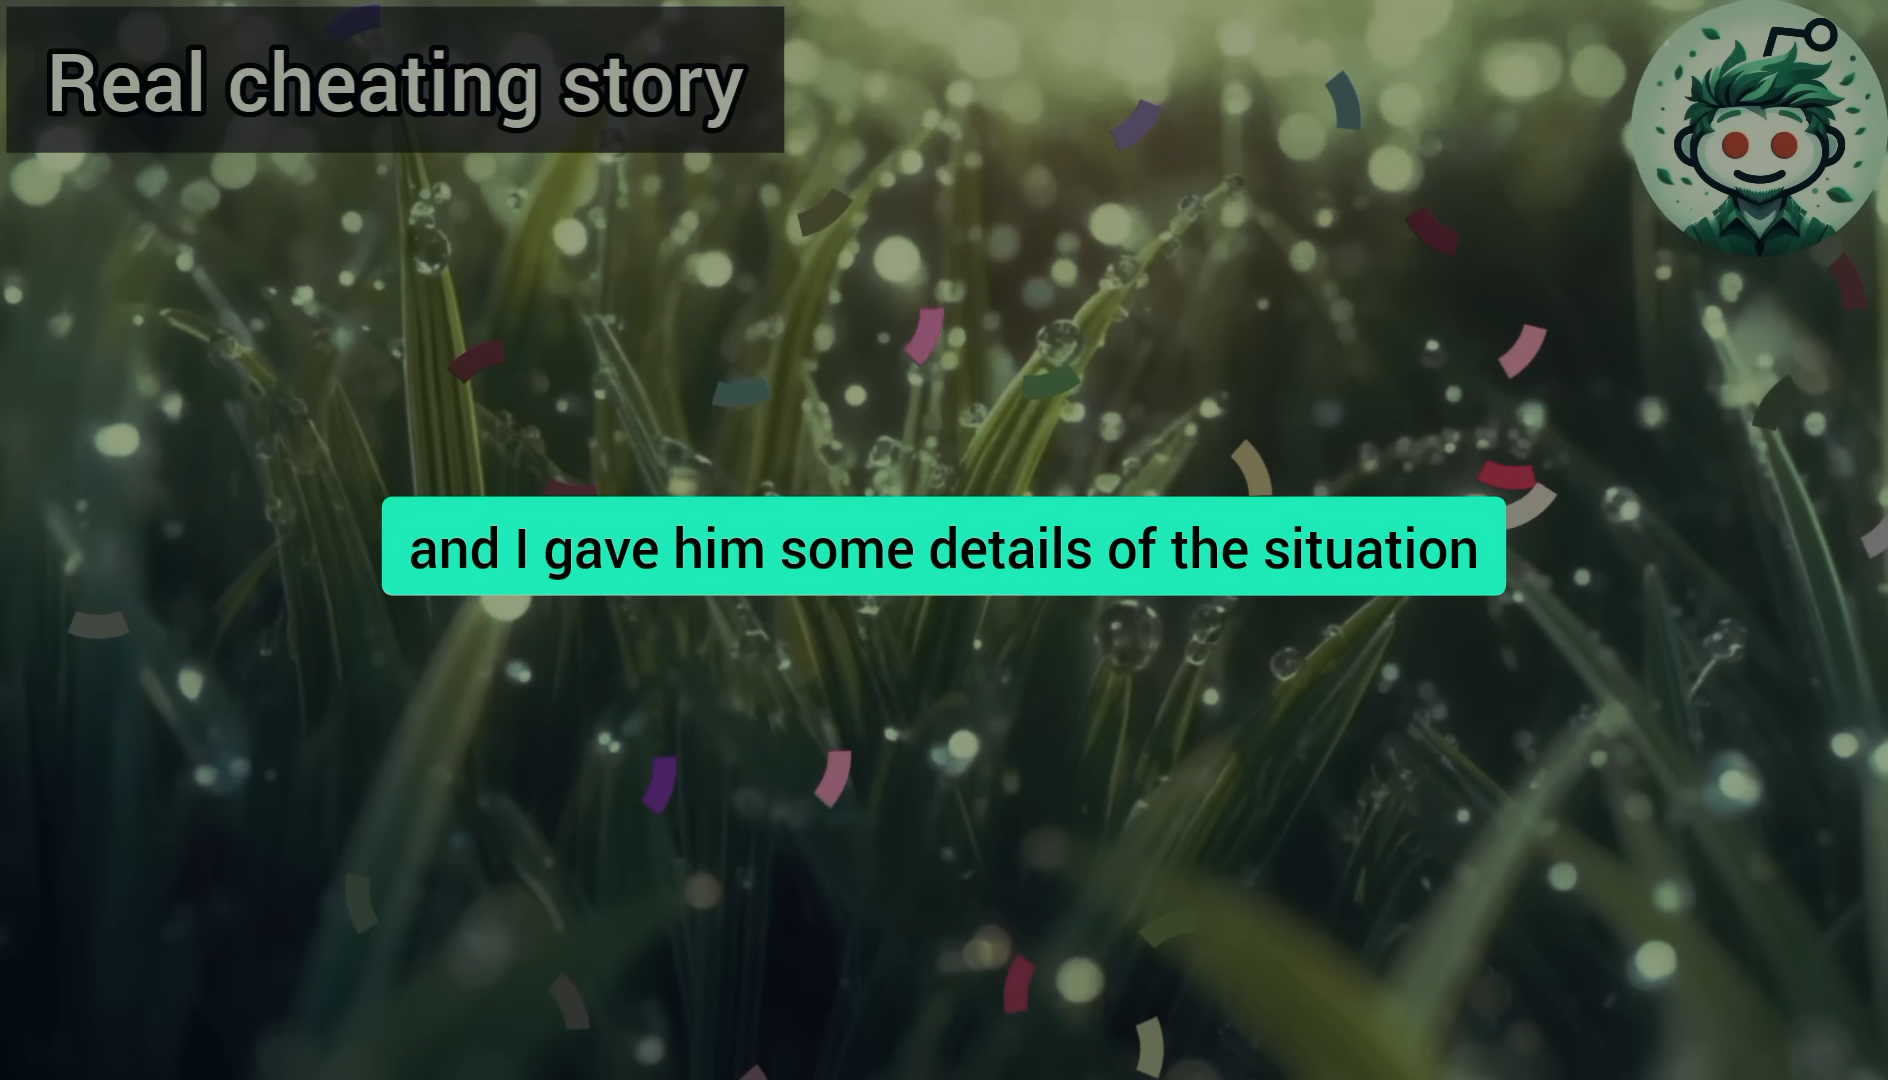 Real cheating story
and I gave him some details of the situation